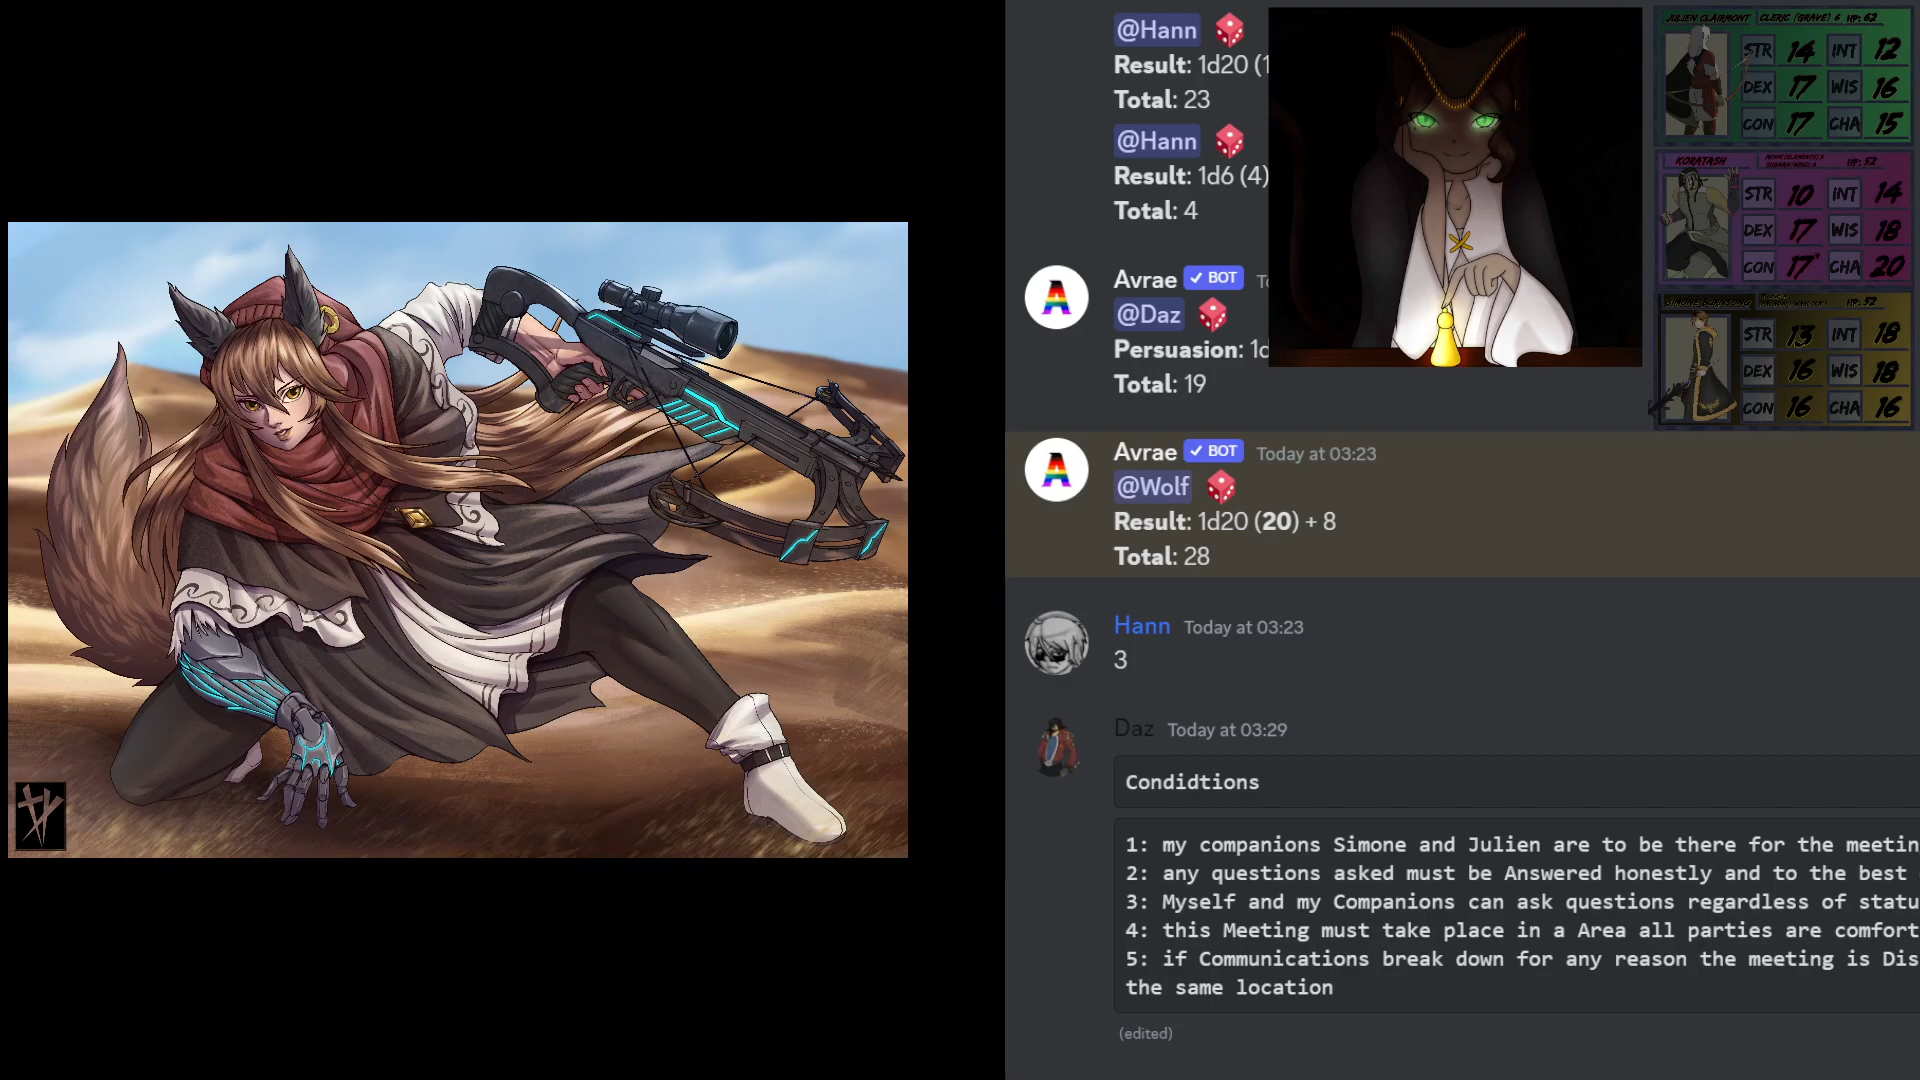 @Hann
Result: 1d20 (1
Total: 23
@Hann
Result: 1d6 (4)
Total: 4
Avrae ✓ BOT To
@Daz
Persuasion: 1d
Total: 19
Avrae ✓ BOT Today at 03:23
@Wolf
Result: 1d20 (20) + 8
Total: 28
Hann Today at 03:23
3
Daz Today at 03:29
Condidtions
1: my companions Simone and Julien are to be there for the meetin
2: any questions asked must be Answered honestly and to the best
3: Myself and my Companions can ask questions regardless of statu
4: this Meeting must take place in a Area all parties are comfort
5: if Communications break down for any reason the meeting is Dis
the same location
(edited)
JULIEN CLAIRMONT CLERIC (GRAVE) 6 HP: 62
STR 14 INT 12
DEX 17 WIS 16
CON 17 CHA 15
KORATASH HP: 52
STR 10 INT 14
DEX 17 WIS 18
CON 17 CHA 20
SIMONE BURNSONG HP: 52
STR 13 INT 18
DEX 16 WIS 18
CON 16 CHA 16